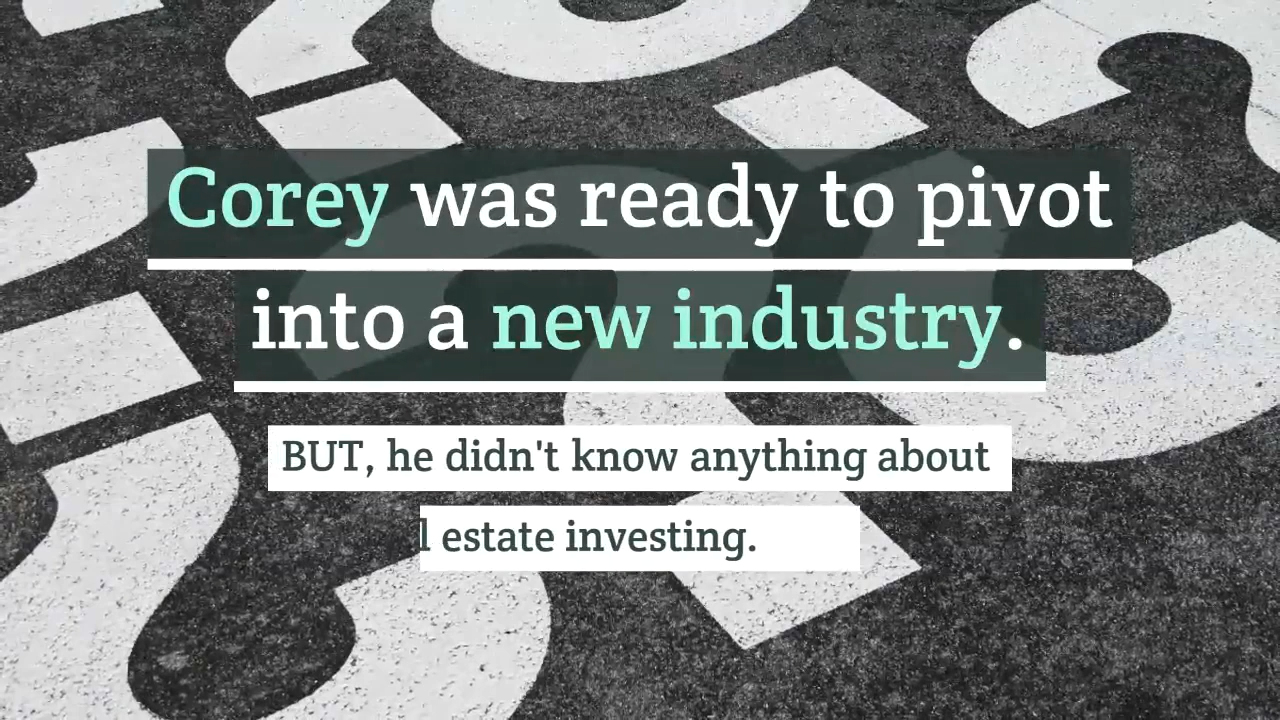 Corey was ready to pivot
into a new industry.
BUT, he didn't know anything about
l estate investing.